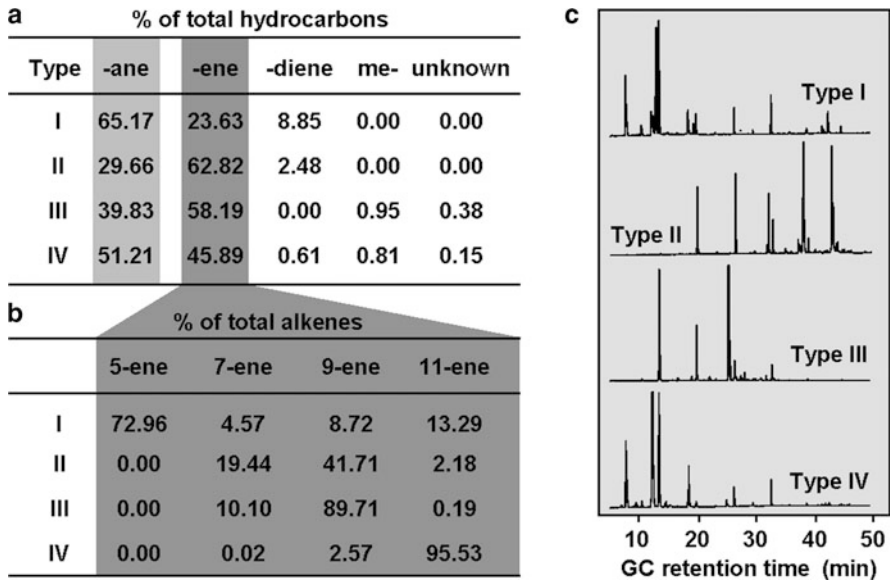 a
% of total hydrocarbons
Type -ane -ene -diene me- unknown
I 65.17 23.63 8.85 0.00 0.00
II 29.66 62.82 2.48 0.00 0.00
III 39.83 58.19 0.00 0.95 0.38
IV 51.21 45.89 0.61 0.81 0.15
b
% of total alkenes
5-ene 7-ene 9-ene 11-ene
I 72.96 4.57 8.72 13.29
II 0.00 19.44 41.71 2.18
III 0.00 10.10 89.71 0.19
IV 0.00 0.02 2.57 95.53
c
Type I
Type II
Type III
Type IV
10 20 30 40 50
GC retention time (min)